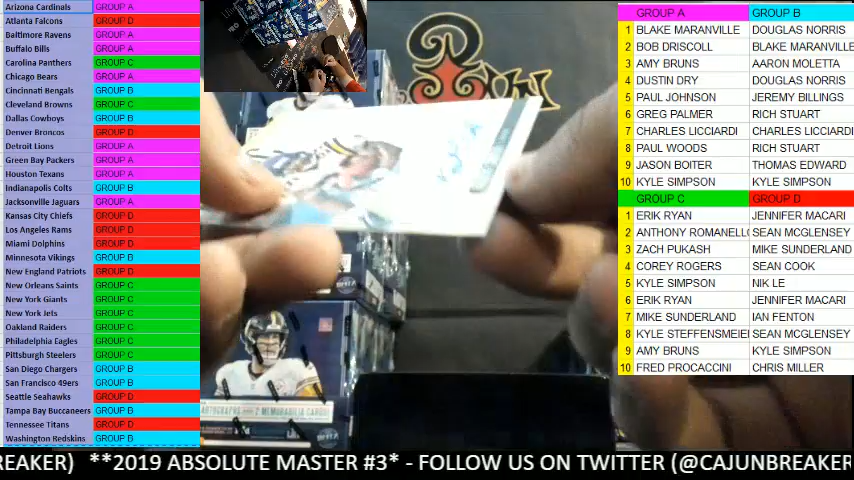 Arizona Cardinals GROUP A
Atlanta Falcons GROUP D
Baltimore Ravens GROUP A
Buffalo Bills GROUP A
Carolina Panthers GROUP C
Chicago Bears GROUP A
Cincinnati Bengals GROUP B
Cleveland Browns GROUP C
Dallas Cowboys GROUP B
Denver Broncos GROUP D
Detroit Lions GROUP A
Green Bay Packers GROUP A
Houston Texans GROUP A
Indianapolis Colts GROUP B
Jacksonville Jaguars GROUP A
Kansas City Chiefs GROUP D
Los Angeles Rams GROUP D
Miami Dolphins GROUP D
Minnesota Vikings GROUP B
New England Patriots GROUP D
New Orleans Saints GROUP C
New York Giants GROUP C
New York Jets GROUP C
Oakland Raiders GROUP C
Philadelphia Eagles GROUP C
Pittsburgh Steelers GROUP C
San Diego Chargers GROUP B
San Francisco 49ers GROUP B
Seattle Seahawks GROUP D
Tampa Bay Buccaneers GROUP B
Tennessee Titans GROUP D
Washington Redskins GROUP B
GROUP A GROUP B
1 BLAKE MARANVILLE DOUGLAS NORRIS
2 BOB DRISCOLL BLAKE MARANVILLE
3 AMY BRUNS AARON MOLETTA
4 DUSTIN DRY DOUGLAS NORRIS
5 PAUL JOHNSON JEREMY BILLINGS
6 GREG PALMER RICH STUART
7 CHARLES LICCIARDI CHARLES LICCIARDI
8 PAUL WOODS RICH STUART
9 JASON BOITER THOMAS EDWARD
10 KYLE SIMPSON KYLE SIMPSON
GROUP C GROUP D
1 ERIK RYAN JENNIFER MACARI
2 ANTHONY ROMANELLO SEAN MCGLENSEY
3 ZACH PUKASH MIKE SUNDERLAND
4 COREY ROGERS SEAN COOK
5 KYLE SIMPSON NIK LE
6 ERIK RYAN JENNIFER MACARI
7 MIKE SUNDERLAND IAN FENTON
8 KYLE STEFFENSMEIE SEAN MCGLENSEY
9 AMY BRUNS KYLE SIMPSON
10 FRED PROCACCINI CHRIS MILLER
REAKER) **2019 ABSOLUTE MASTER #3* - FOLLOW US ON TWITTER (@CAJUNBREAKER